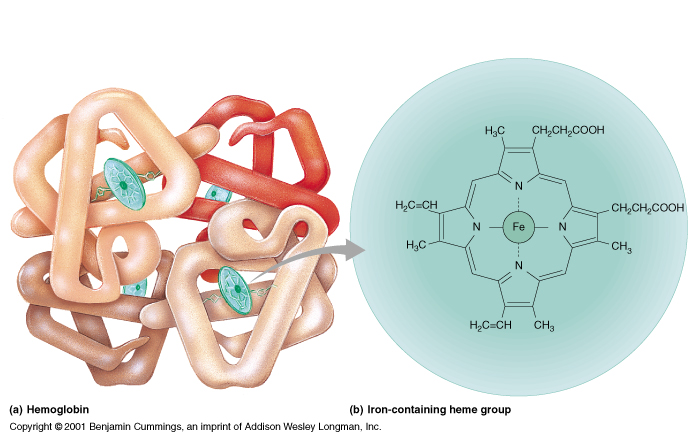 H₃C CH₂CH₂COOH
N
H₂C=CH CH₂CH₂COOH
N Fe N
H₃C CH₃
N
H₂C=CH CH₃
(a) Hemoglobin (b) Iron-containing heme group
Copyright © 2001 Benjamin Cummings, an imprint of Addison Wesley Longman, Inc.